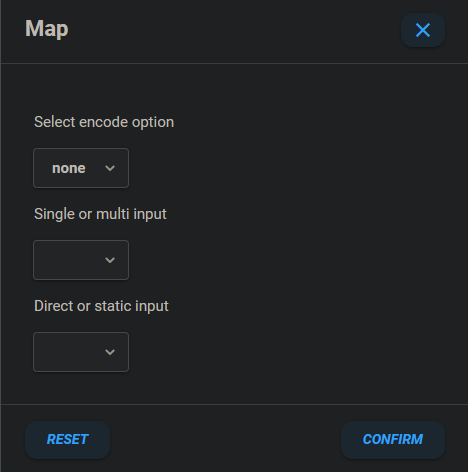 Map
Select encode option
none
Single or multi input
Direct or static input
RESET
CONFIRM